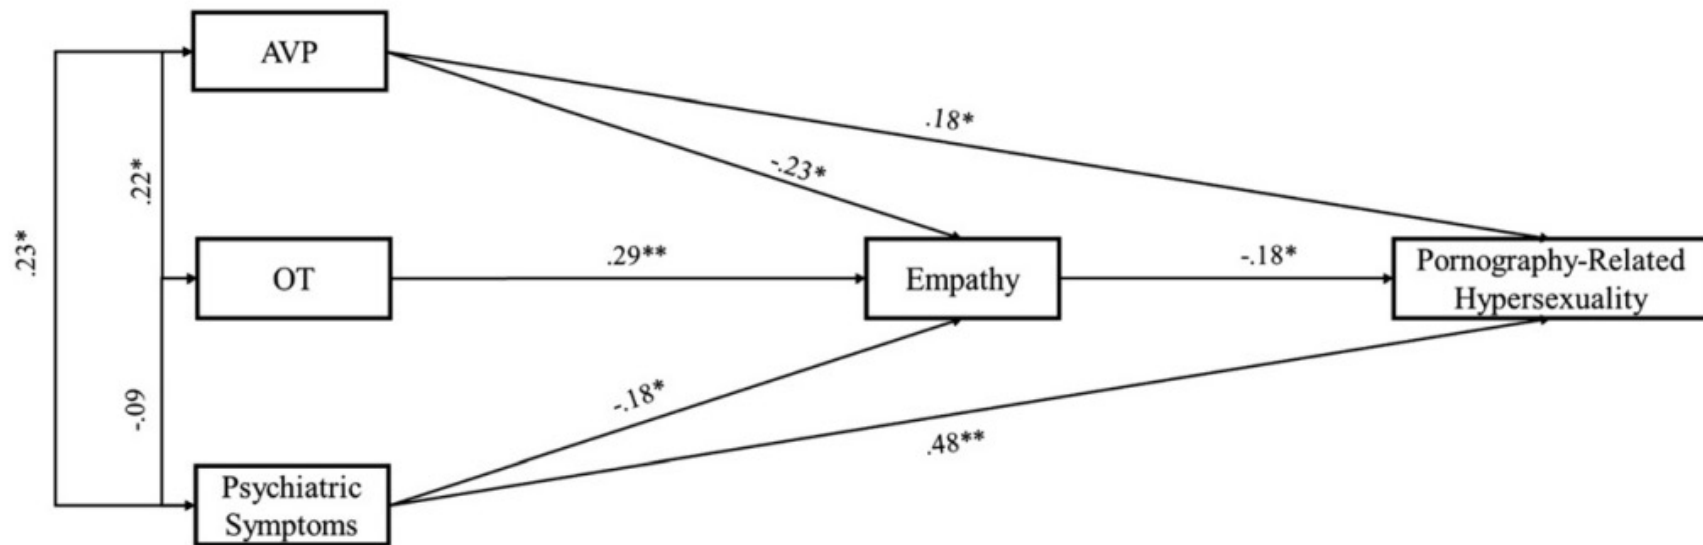 AVP
.18*
-.23*
.22*
.23*
OT
.29**
Empathy
-.18*
Pornography-Related
Hypersexuality
-.09
-.18*
.48**
Psychiatric
Symptoms